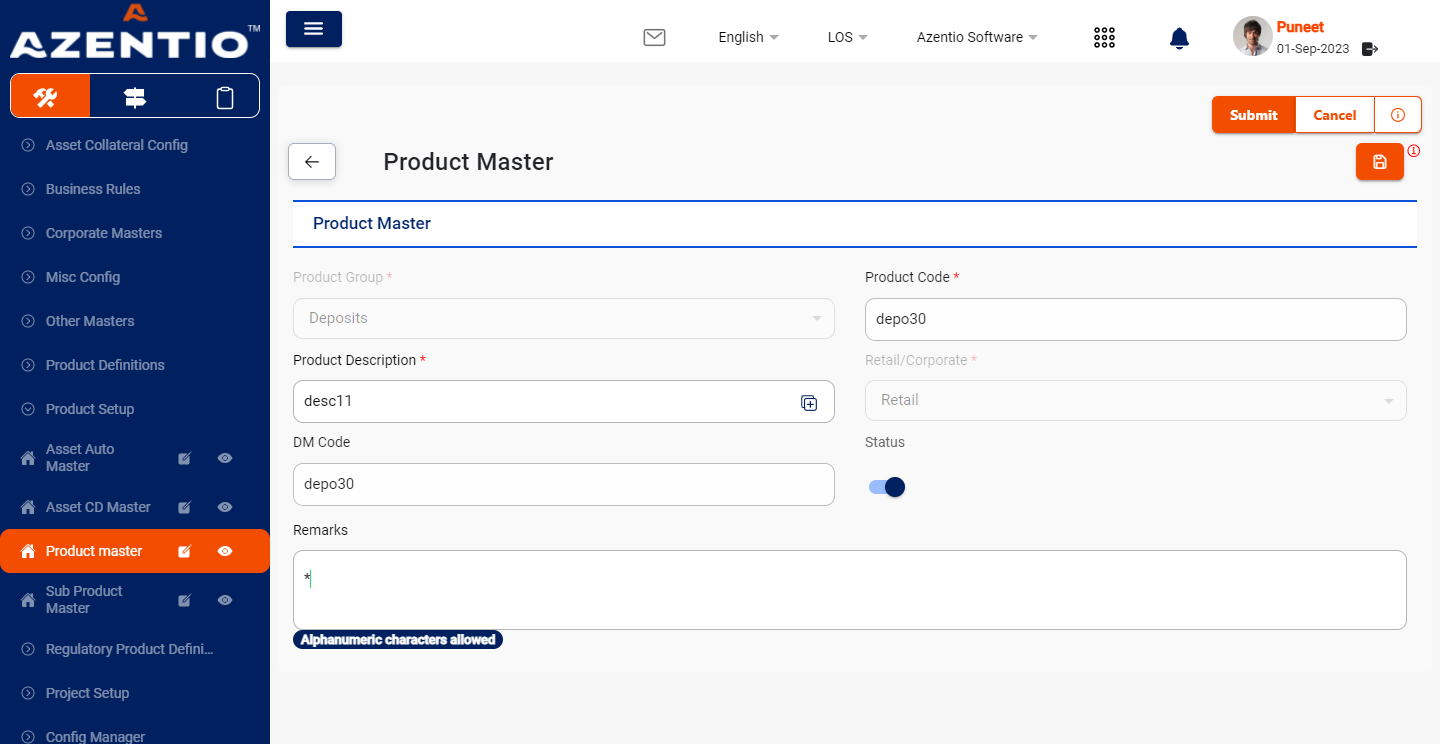 AZENTIO™
English
LOS
Azentio Software
Puneet
01-Sep-2023
Asset Collateral Config
Business Rules
Corporate Masters
Misc Config
Other Masters
Product Definitions
Product Setup
Asset Auto
Master
Asset CD Master
Product master
Sub Product
Master
Regulatory Product Defini...
Project Setup
Config Manager
Submit
Cancel
Product Master
Product Master
Product Group *
Deposits
Product Code *
depo30
Product Description *
desc11
Retail/Corporate *
Retail
DM Code
depo30
Status
Remarks
*
Alphanumeric characters allowed